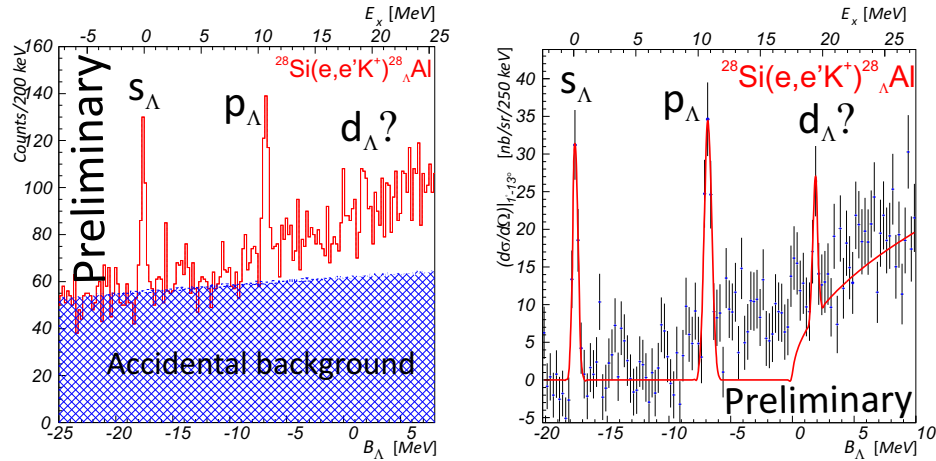 E_x [MeV]
-5 0 5 10 15 20 25
Counts/200 keV
160
140
120
100
80
60
40
20
0
Preliminary
²⁸Si(e,e'K⁺)²⁸_ΛAl
s_Λ
p_Λ
d_Λ?
Accidental background
-25 -20 -15 -10 -5 0 5
B_Λ [MeV]
E_x [MeV]
0 5 10 15 20 25
(dσ/dΩ)|1°-13° [nb/sr/250 keV]
40
35
30
25
20
15
10
5
0
-5
²⁸Si(e,e'K⁺)²⁸_ΛAl
s_Λ
p_Λ
d_Λ?
Preliminary
-20 -15 -10 -5 0 5 10
B_Λ [MeV]